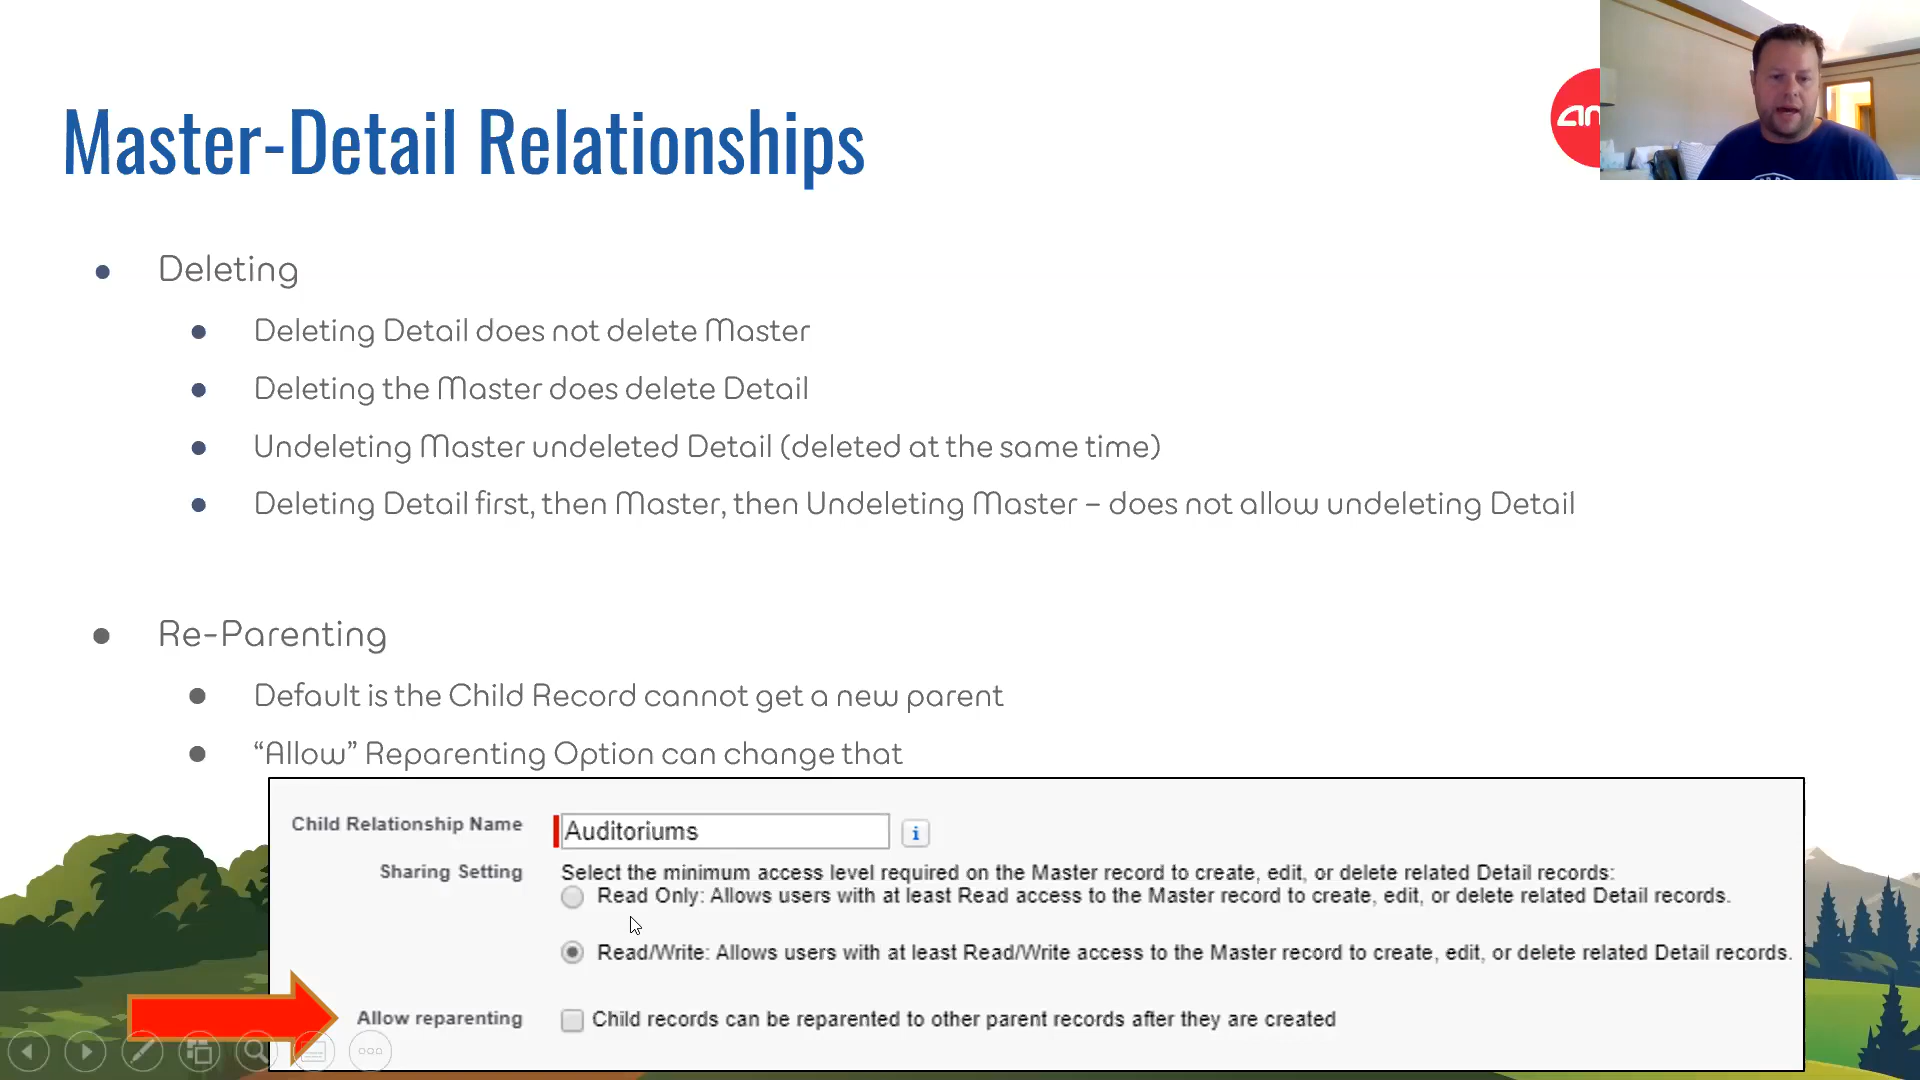 Master-Detail Relationships
Deleting
Deleting Detail does not delete Master
Deleting the Master does delete Detail
Undeleting Master undeleted Detail (deleted at the same time)
Deleting Detail first, then Master, then Undeleting Master – does not allow undeleting Detail
Re-Parenting
Default is the Child Record cannot get a new parent
“Allow” Reparenting Option can change that
Child Relationship Name Auditoriums i
Sharing Setting Select the minimum access level required on the Master record to create, edit, or delete related Detail records:
Read Only: Allows users with at least Read access to the Master record to create, edit, or delete related Detail records.
Read/Write: Allows users with at least Read/Write access to the Master record to create, edit, or delete related Detail records.
Allow reparenting Child records can be reparented to other parent records after they are created